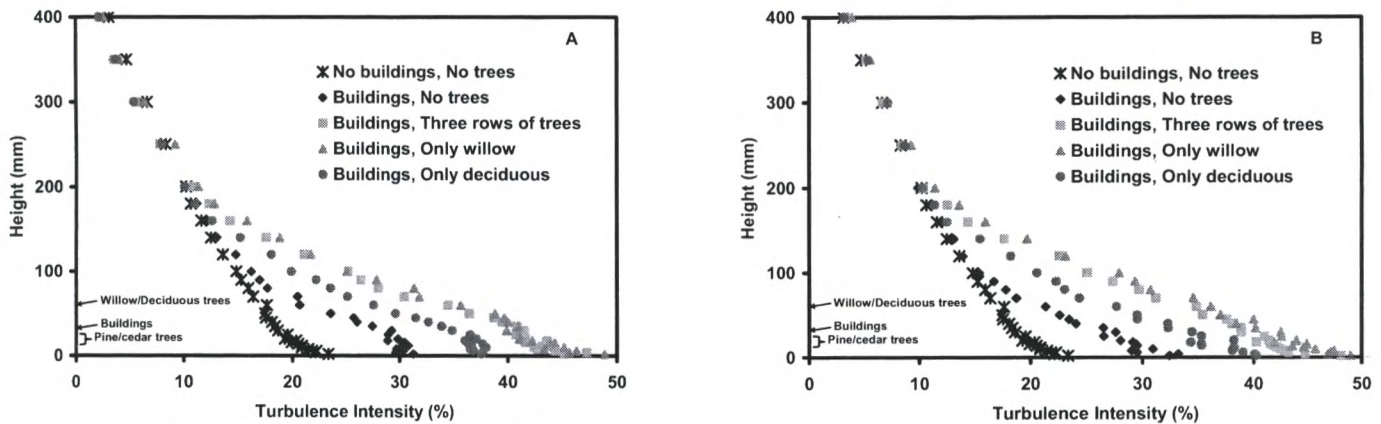 400
300
200
100
0
Height (mm)
A
No buildings, No trees
Buildings, No trees
Buildings, Three rows of trees
Buildings, Only willow
Buildings, Only deciduous
Willow/Deciduous trees
Buildings
Pine/cedar trees
0 10 20 30 40 50
Turbulence Intensity (%)
400
300
200
100
0
Height (mm)
B
No buildings, No trees
Buildings, No trees
Buildings, Three rows of trees
Buildings, Only willow
Buildings, Only deciduous
Willow/Deciduous trees
Buildings
Pine/cedar trees
0 10 20 30 40 50
Turbulence Intensity (%)